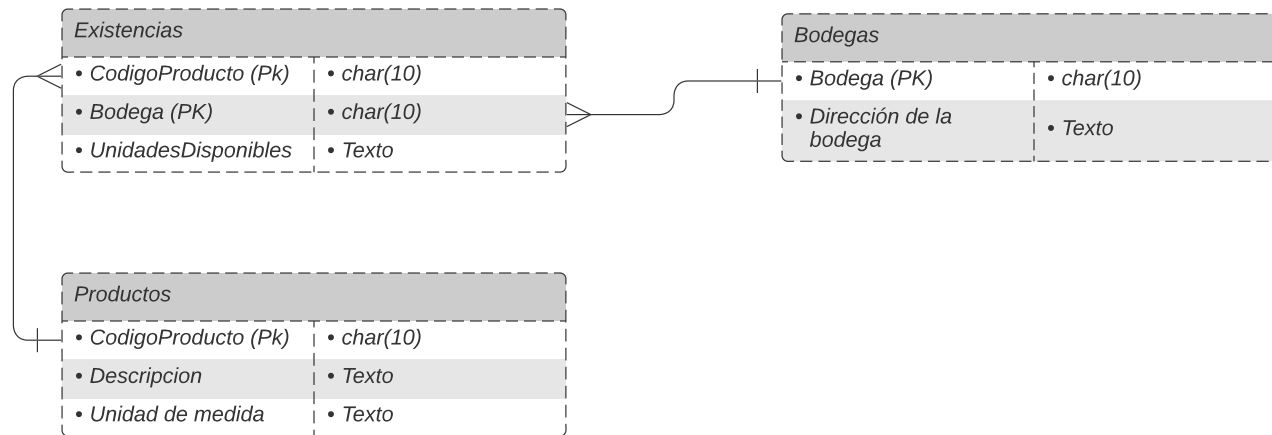 Existencias
• CodigoProducto (Pk) • char(10)
• Bodega (PK) • char(10)
• UnidadesDisponibles • Texto
Bodegas
• Bodega (PK) • char(10)
• Dirección de la
bodega • Texto
Productos
• CodigoProducto (Pk) • char(10)
• Descripcion • Texto
• Unidad de medida • Texto